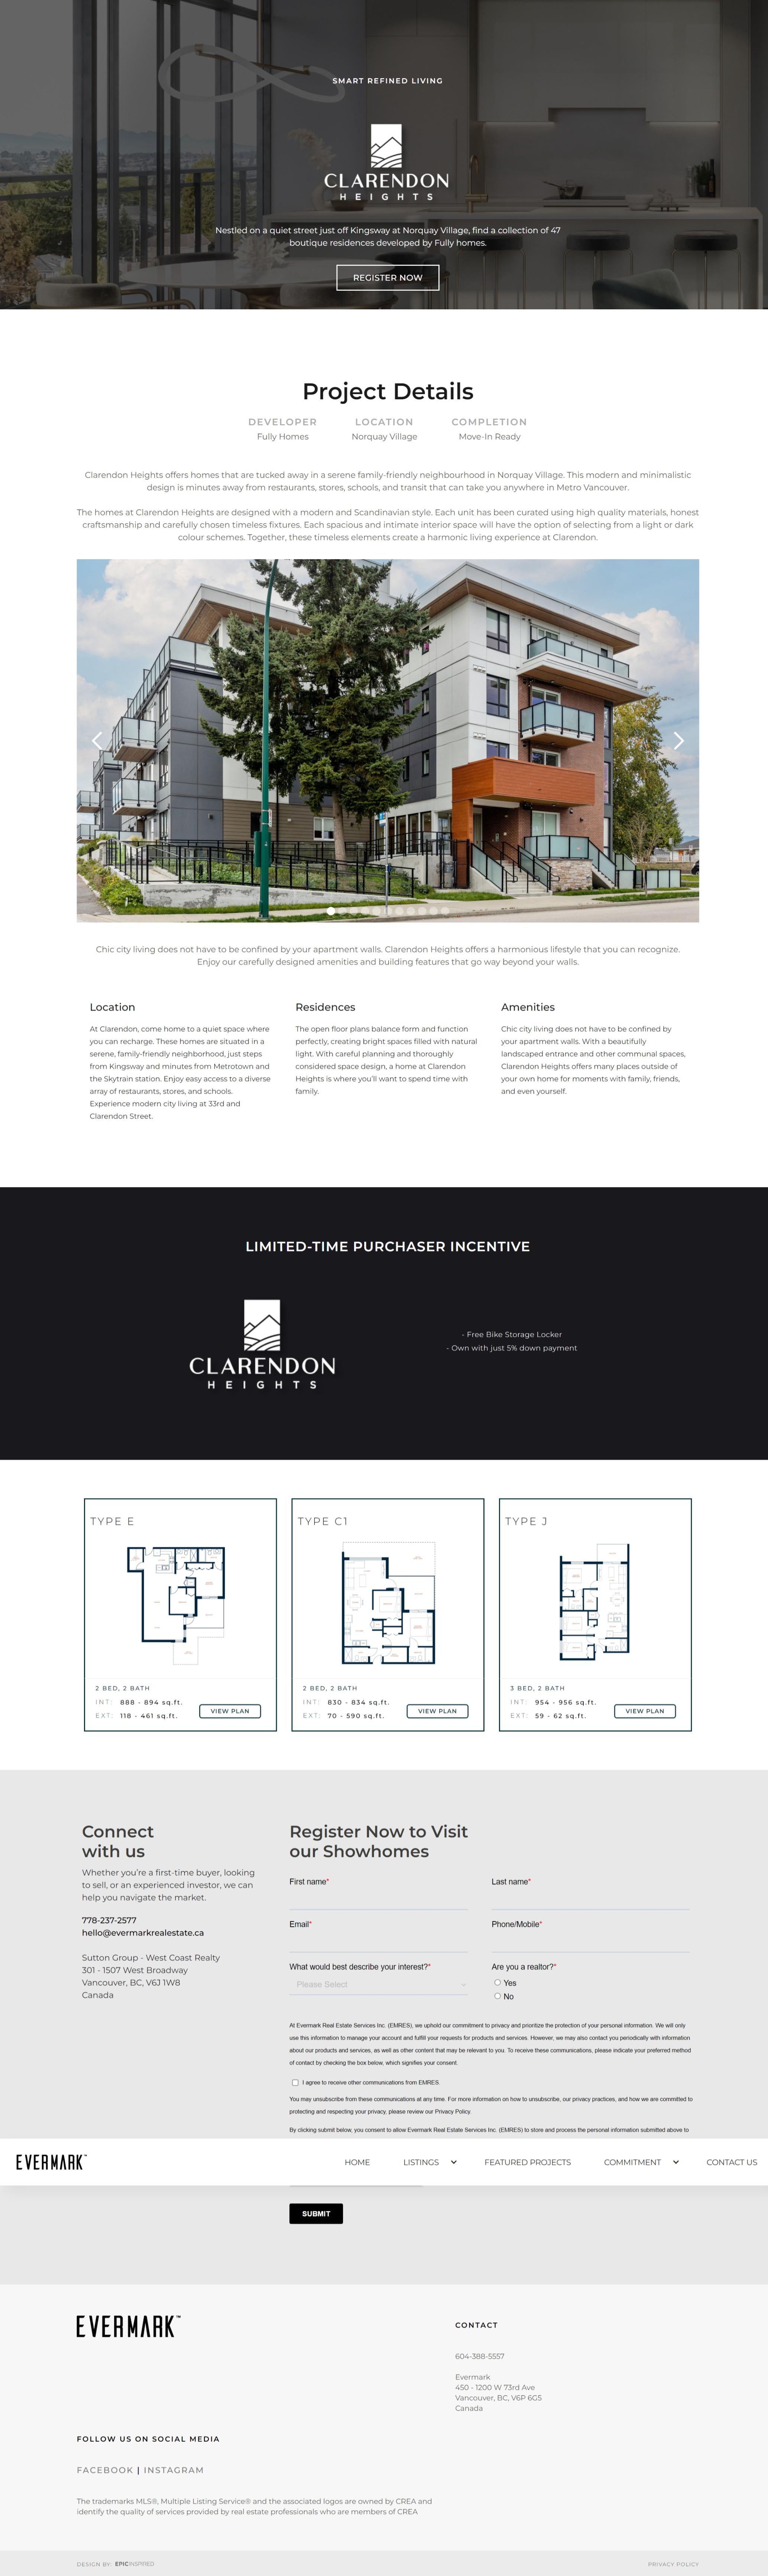 SMART REFINED LIVING
CLARENDON
HEIGHTS
Nestled on a quiet street just off Kingsway at Norquay Village, find a collection of 47
boutique residences developed by Fully homes.
REGISTER NOW
Project Details
DEVELOPER
Fully Homes
LOCATION
Norquay Village
COMPLETION
Move-In Ready
Clarendon Heights offers homes that are tucked away in a serene family-friendly neighbourhood in Norquay Village. This modern and minimalistic
design is minutes away from restaurants, stores, schools, and transit that can take you anywhere in Metro Vancouver.
The homes at Clarendon Heights are designed with a modern and Scandinavian style. Each unit has been curated using high quality materials, honest
craftsmanship and carefully chosen timeless fixtures. Each spacious and intimate interior space will have the option of selecting from a light or dark
colour schemes. Together, these timeless elements create a harmonic living experience at Clarendon.
Chic city living does not have to be confined by your apartment walls. Clarendon Heights offers a harmonious lifestyle that you can recognize.
Enjoy our carefully designed amenities and building features that go way beyond your walls.
Location
At Clarendon, come home to a quiet space where
you can recharge. These homes are situated in a
serene, family-friendly neighborhood, just steps
from Kingsway and minutes from Metrotown and
the Skytrain station. Enjoy easy access to a diverse
array of restaurants, stores, and schools.
Experience modern city living at 33rd and
Clarendon Street.
Residences
The open floor plans balance form and function
perfectly, creating bright spaces filled with natural
light. With careful planning and thoroughly
considered space design, a home at Clarendon
Heights is where you'll want to spend time with
family.
Amenities
Chic city living does not have to be confined by
your apartment walls. With a beautifully
landscaped entrance and other communal spaces,
Clarendon Heights offers many places outside of
your own home for moments with family, friends,
and even yourself.
LIMITED-TIME PURCHASER INCENTIVE
CLARENDON
HEIGHTS
- Free Bike Storage Locker
- Own with just 5% down payment
TYPE E
2 BED, 2 BATH
INT: 888 - 894 sq.ft.
EXT: 118 - 461 sq.ft.
VIEW PLAN
TYPE C1
2 BED, 2 BATH
INT: 830 - 834 sq.ft.
EXT: 70 - 590 sq.ft.
VIEW PLAN
TYPE J
3 BED, 2 BATH
INT: 954 - 956 sq.ft.
EXT: 59 - 62 sq.ft.
VIEW PLAN
Connect
with us
Whether you're a first-time buyer, looking
to sell, or an experienced investor, we can
help you navigate the market.
778-237-2577
hello@evermarkrealestate.ca
Sutton Group - West Coast Realty
301 - 1507 West Broadway
Vancouver, BC, V6J 1W8
Canada
Register Now to Visit
our Showhomes
First name*
Last name*
Email*
Phone/Mobile*
What would best describe your interest?*
Please Select
Are you a realtor?*
Yes
No
At Evermark Real Estate Services Inc. (EMRES), we uphold our commitment to privacy and prioritize the protection of your personal information. We will only
use this information to manage your account and fulfill your requests for products and services. However, we may also contact you periodically with information
about our products and services, as well as other content that may be relevant to you. To receive these communications, please indicate your preferred method
of contact by checking the box below, which signifies your consent.
I agree to receive other communications from EMRES.
You may unsubscribe from these communications at any time. For more information on how to unsubscribe, our privacy practices, and how we are committed to
protecting and respecting your privacy, please review our Privacy Policy.
By clicking submit below, you consent to allow Evermark Real Estate Services Inc. (EMRES) to store and process the personal information submitted above to
EVERMARK™
HOME
LISTINGS
FEATURED PROJECTS
COMMITMENT
CONTACT US
SUBMIT
EVERMARK™
CONTACT
604-388-5557
Evermark
450 - 1200 W 73rd Ave
Vancouver, BC, V6P 6G5
Canada
FOLLOW US ON SOCIAL MEDIA
FACEBOOK | INSTAGRAM
The trademarks MLS®, Multiple Listing Service® and the associated logos are owned by CREA and
identify the quality of services provided by real estate professionals who are members of CREA
DESIGN BY: EPICINSPIRED
PRIVACY POLICY